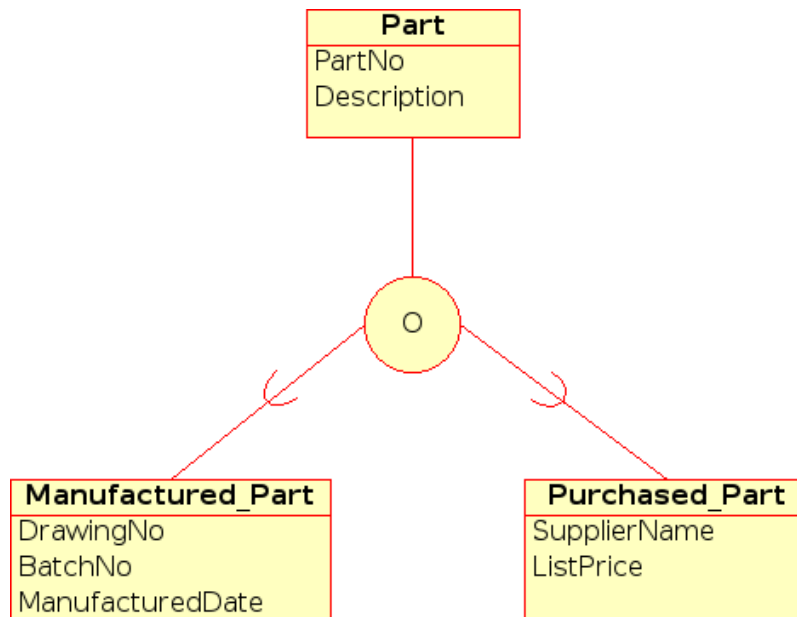 Part
PartNo
Description
O
Manufactured_Part
DrawingNo
BatchNo
ManufacturedDate
Purchased_Part
SupplierName
ListPrice